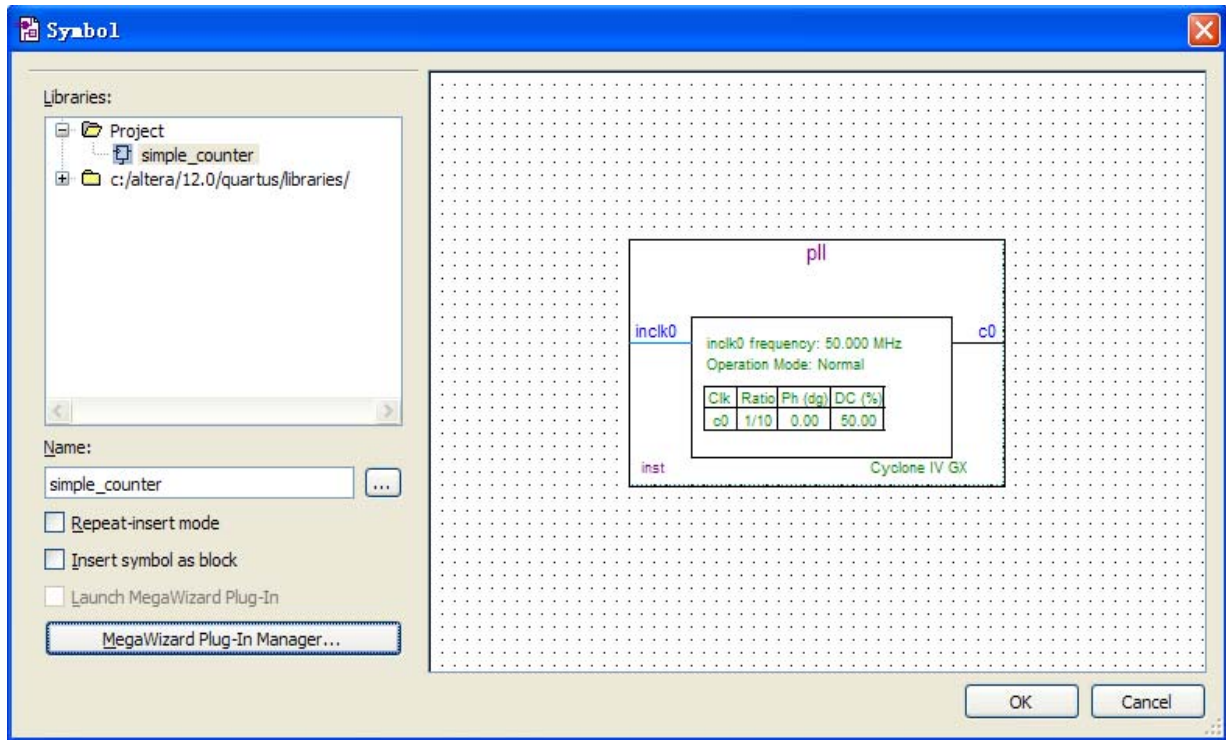 Symbol
Libraries:
Project
simple_counter
c:/altera/12.0/quartus/libraries/
Name:
simple_counter
...
Repeat-insert mode
Insert symbol as block
Launch MegaWizard Plug-In
MegaWizard Plug-In Manager...
pll
inclk0
c0
inclk0 frequency: 50.000 MHz
Operation Mode: Normal
Clk Ratio Ph (dg) DC (%)
c0 1/10 0.00 50.00
inst
Cyclone IV GX
OK
Cancel